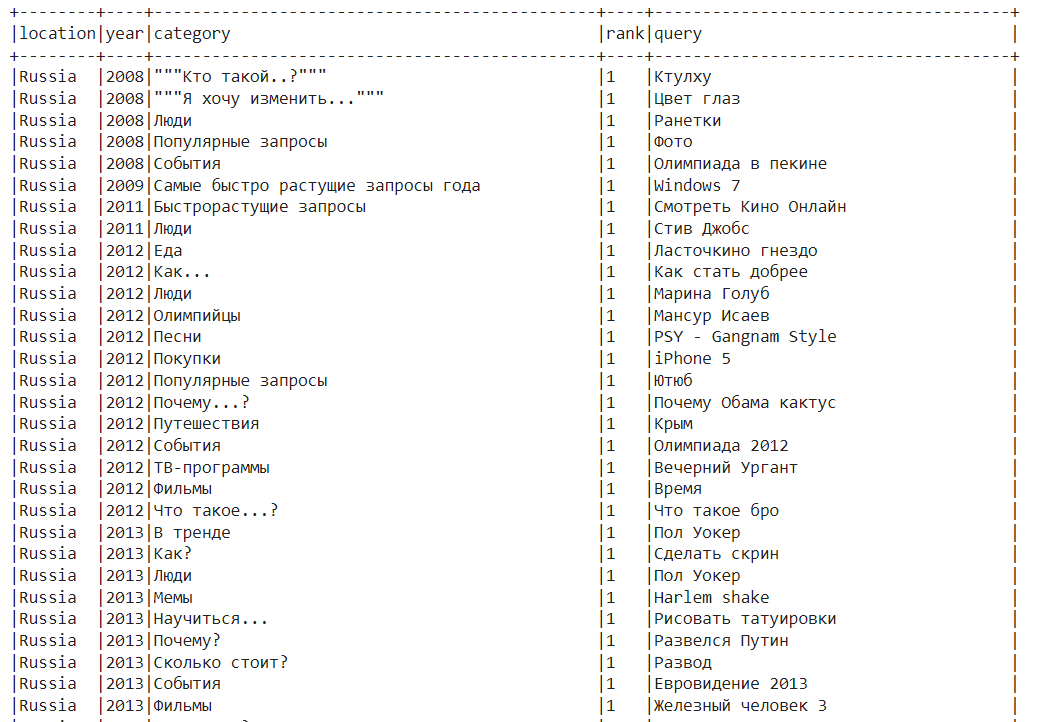 +--------+----+----------------------------------------------+----+-------------------------------------+
|location|year|category                                      |rank|query                                |
+--------+----+----------------------------------------------+----+-------------------------------------+
|Russia  |2008|"""Кто такой..?"""                            |1   |Ктулху                               |
|Russia  |2008|"""Я хочу изменить..."""                      |1   |Цвет глаз                            |
|Russia  |2008|Люди                                          |1   |Ранетки                              |
|Russia  |2008|Популярные запросы                            |1   |Фото                                 |
|Russia  |2008|События                                       |1   |Олимпиада в пекине                   |
|Russia  |2009|Самые быстро растущие запросы года            |1   |Windows 7                            |
|Russia  |2011|Быстрорастущие запросы                        |1   |Смотреть Кино Онлайн                 |
|Russia  |2011|Люди                                          |1   |Стив Джобс                           |
|Russia  |2012|Еда                                           |1   |Ласточкино гнездо                    |
|Russia  |2012|Как...                                        |1   |Как стать добрее                     |
|Russia  |2012|Люди                                          |1   |Марина Голуб                         |
|Russia  |2012|Олимпийцы                                     |1   |Мансур Исаев                         |
|Russia  |2012|Песни                                         |1   |PSY - Gangnam Style                  |
|Russia  |2012|Покупки                                       |1   |iPhone 5                             |
|Russia  |2012|Популярные запросы                            |1   |Ютюб                                 |
|Russia  |2012|Почему...?                                    |1   |Почему Обама кактус                  |
|Russia  |2012|Путешествия                                   |1   |Крым                                 |
|Russia  |2012|События                                       |1   |Олимпиада 2012                       |
|Russia  |2012|ТВ-программы                                  |1   |Вечерний Ургант                      |
|Russia  |2012|Фильмы                                        |1   |Время                                |
|Russia  |2012|Что такое...?                                 |1   |Что такое бро                        |
|Russia  |2013|В тренде                                      |1   |Пол Уокер                            |
|Russia  |2013|Как?                                          |1   |Сделать скрин                        |
|Russia  |2013|Люди                                          |1   |Пол Уокер                            |
|Russia  |2013|Мемы                                          |1   |Harlem shake                         |
|Russia  |2013|Научиться...                                  |1   |Рисовать татуировки                  |
|Russia  |2013|Почему?                                       |1   |Развелся Путин                       |
|Russia  |2013|Сколько стоит?                                |1   |Развод                               |
|Russia  |2013|События                                       |1   |Евровидение 2013                     |
|Russia  |2013|Фильмы                                        |1   |Железный человек 3                   |